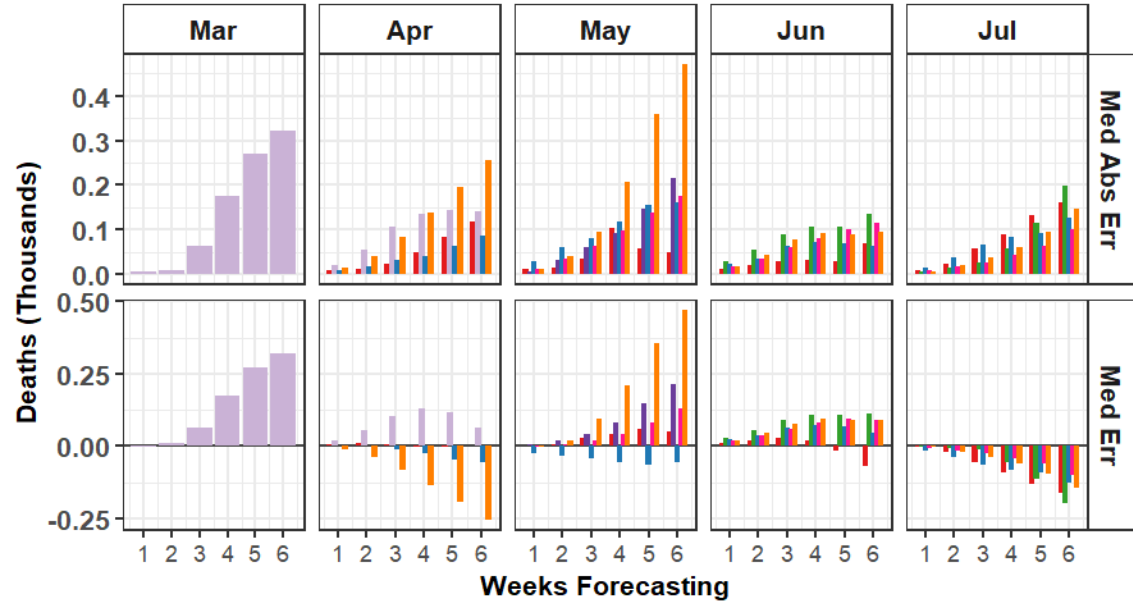 Mar Apr May Jun Jul
Deaths (Thousands)
0.4
0.3
0.2
0.1
0.0
Med Abs Err
0.50
0.25
0.00
-0.25
Med Err
1 2 3 4 5 6 1 2 3 4 5 6 1 2 3 4 5 6 1 2 3 4 5 6 1 2 3 4 5 6
Weeks Forecasting